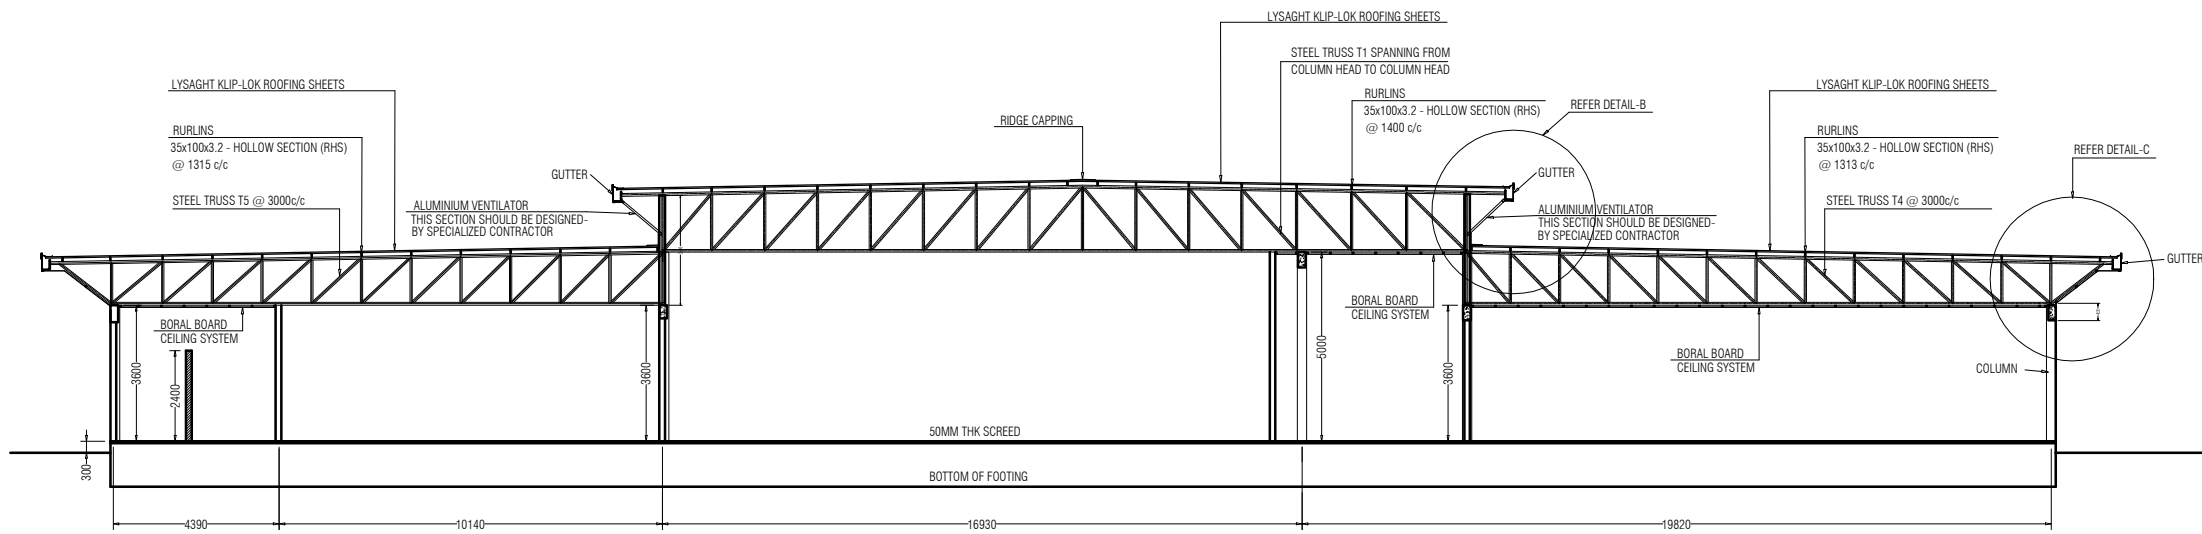 LYSAGHT KLIP-LOK ROOFING SHEETS
STEEL TRUSS T1 SPANNING FROM
COLUMN HEAD TO COLUMN HEAD
LYSAGHT KLIP-LOK ROOFING SHEETS
RURLINS
35x100x3.2 - HOLLOW SECTION (RHS)
@ 1315 c/c
STEEL TRUSS T5 @ 3000c/c
GUTTER
ALUMINIUM VENTILATOR
THIS SECTION SHOULD BE DESIGNED-
BY SPECIALIZED CONTRACTOR
RIDGE CAPPING
RURLINS
35x100x3.2 - HOLLOW SECTION (RHS)
@ 1400 c/c
REFER DETAIL-B
GUTTER
ALUMINIUM VENTILATOR
THIS SECTION SHOULD BE DESIGNED-
BY SPECIALIZED CONTRACTOR
LYSAGHT KLIP-LOK ROOFING SHEETS
RURLINS
35x100x3.2 - HOLLOW SECTION (RHS)
@ 1313 c/c
STEEL TRUSS T4 @ 3000c/c
REFER DETAIL-C
GUTTER
BORAL BOARD
CEILING SYSTEM
3600
2400
3600
5000
BORAL BOARD
CEILING SYSTEM
3600
BORAL BOARD
CEILING SYSTEM
COLUMN
50MM THK SCREED
300
BOTTOM OF FOOTING
4390
10140
16930
19820